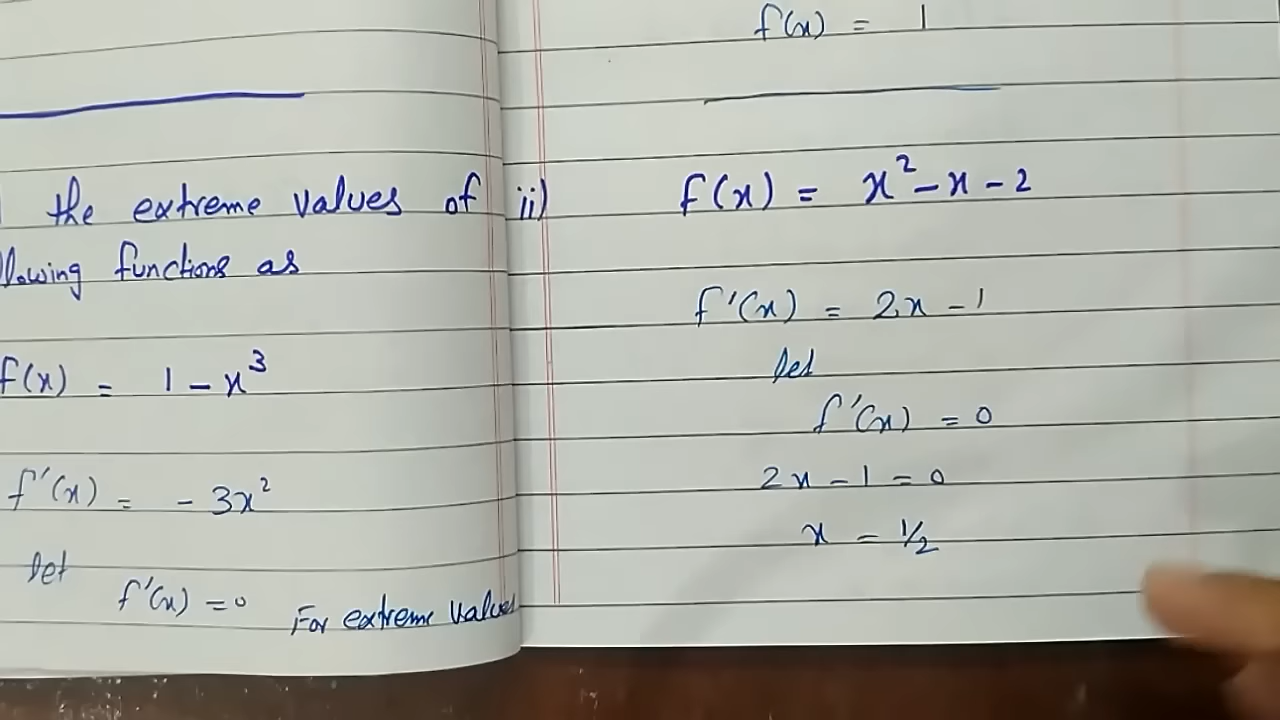 the extreme values of
llowing functions as
f(x) = 1 - x³
f'(x) = - 3x²
let
f'(x) = 0 For extreme values
f(x) = 1
ii) f(x) = x² - x - 2
f'(x) = 2x - 1
let
f'(x) = 0
2x - 1 = 0
x = 1/2